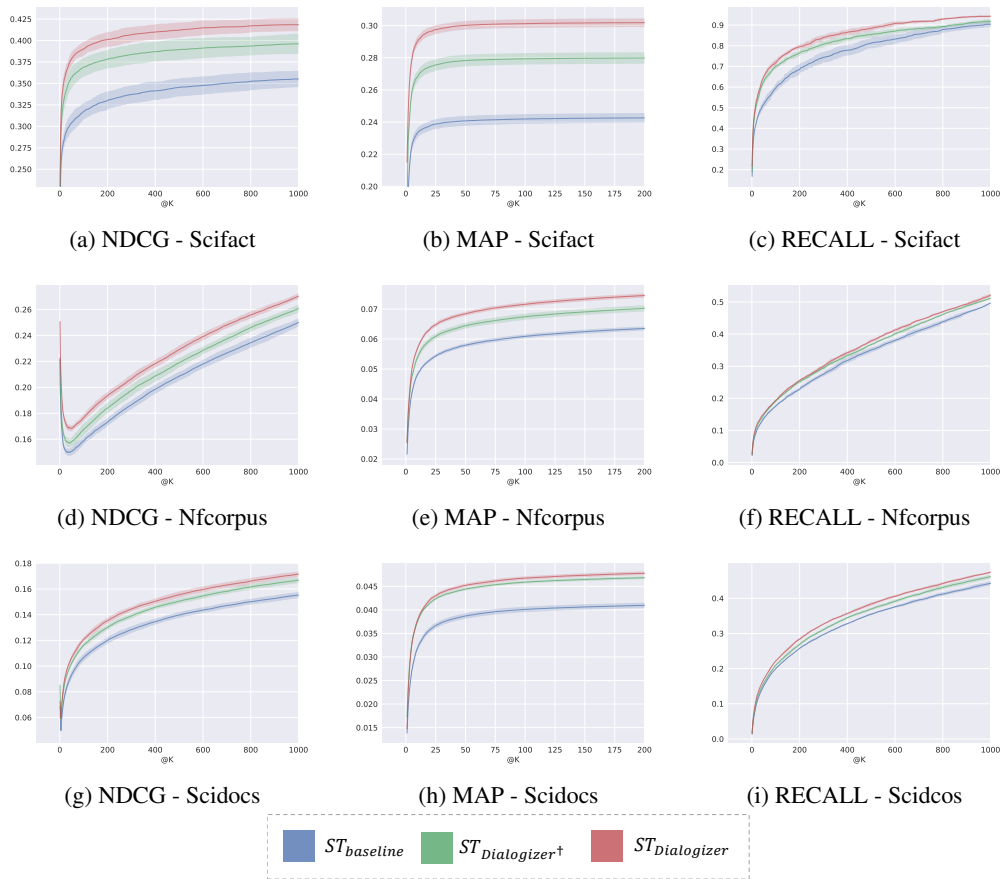 0.425
0.400
0.375
0.350
0.325
0.300
0.275
0.250
0 200 400 600 800 1000
@K
(a) NDCG - Scifact
0.30
0.28
0.26
0.24
0.22
0.20
0 25 50 75 100 125 150 175 200
@K
(b) MAP - Scifact
0.9
0.8
0.7
0.6
0.5
0.4
0.3
0.2
0 200 400 600 800 1000
@K
(c) RECALL - Scifact
0.26
0.24
0.22
0.20
0.18
0.16
0 200 400 600 800 1000
@K
(d) NDCG - Nfcorpus
0.07
0.06
0.05
0.04
0.03
0.02
0 25 50 75 100 125 150 175 200
@K
(e) MAP - Nfcorpus
0.5
0.4
0.3
0.2
0.1
0.0
0 200 400 600 800 1000
@K
(f) RECALL - Nfcorpus
0.18
0.16
0.14
0.12
0.10
0.08
0.06
0 200 400 600 800 1000
@K
(g) NDCG - Scidocs
0.045
0.040
0.035
0.030
0.025
0.020
0.015
0 25 50 75 100 125 150 175 200
@K
(h) MAP - Scidocs
0.4
0.3
0.2
0.1
0.0
0 200 400 600 800 1000
@K
(i) RECALL - Scidcos
ST_baseline ST_Dialogizer† ST_Dialogizer